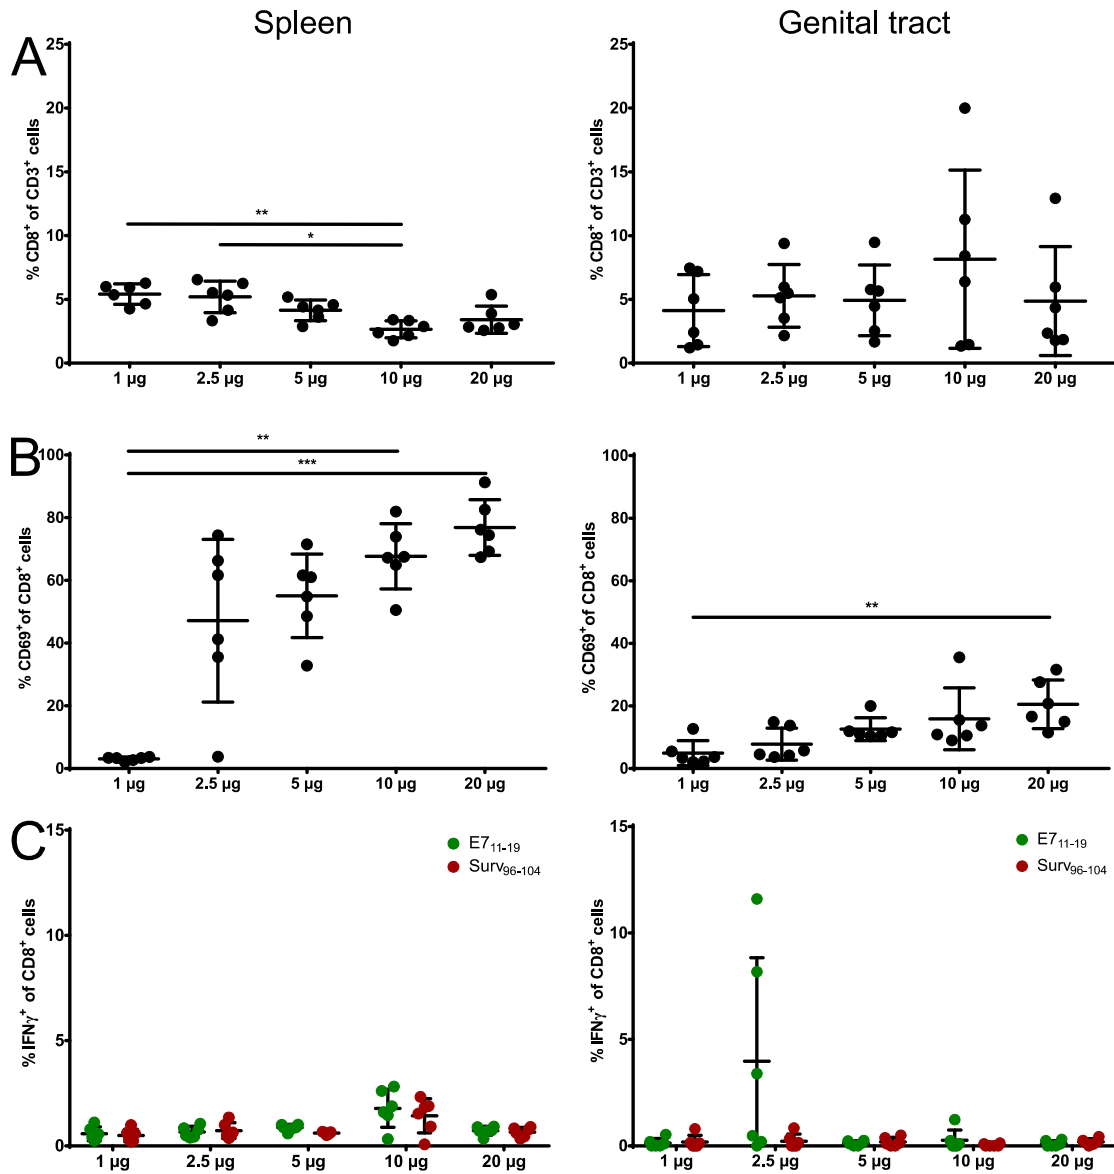 Spleen
Genital tract
A
% CD8⁺ of CD3⁺ cells
25
20
15
10
5
0
**
*
1 µg
2.5 µg
5 µg
10 µg
20 µg
% CD8⁺ of CD3⁺ cells
25
20
15
10
5
0
1 µg
2.5 µg
5 µg
10 µg
20 µg
B
% CD69⁺of CD8⁺ cells
100
80
60
40
20
0
**
***
1 µg
2.5 µg
5 µg
10 µg
20 µg
% CD69⁺of CD8⁺ cells
100
80
60
40
20
0
**
1 µg
2.5 µg
5 µg
10 µg
20 µg
C
% IFNγ⁺ of CD8⁺ cells
15
10
5
0
E7₁₁₋₁₉
Surv₉₆₋₁₀₄
1 µg
2.5 µg
5 µg
10 µg
20 µg
% IFNγ⁺ of CD8⁺ cells
15
10
5
0
E7₁₁₋₁₉
Surv₉₆₋₁₀₄
1 µg
2.5 µg
5 µg
10 µg
20 µg